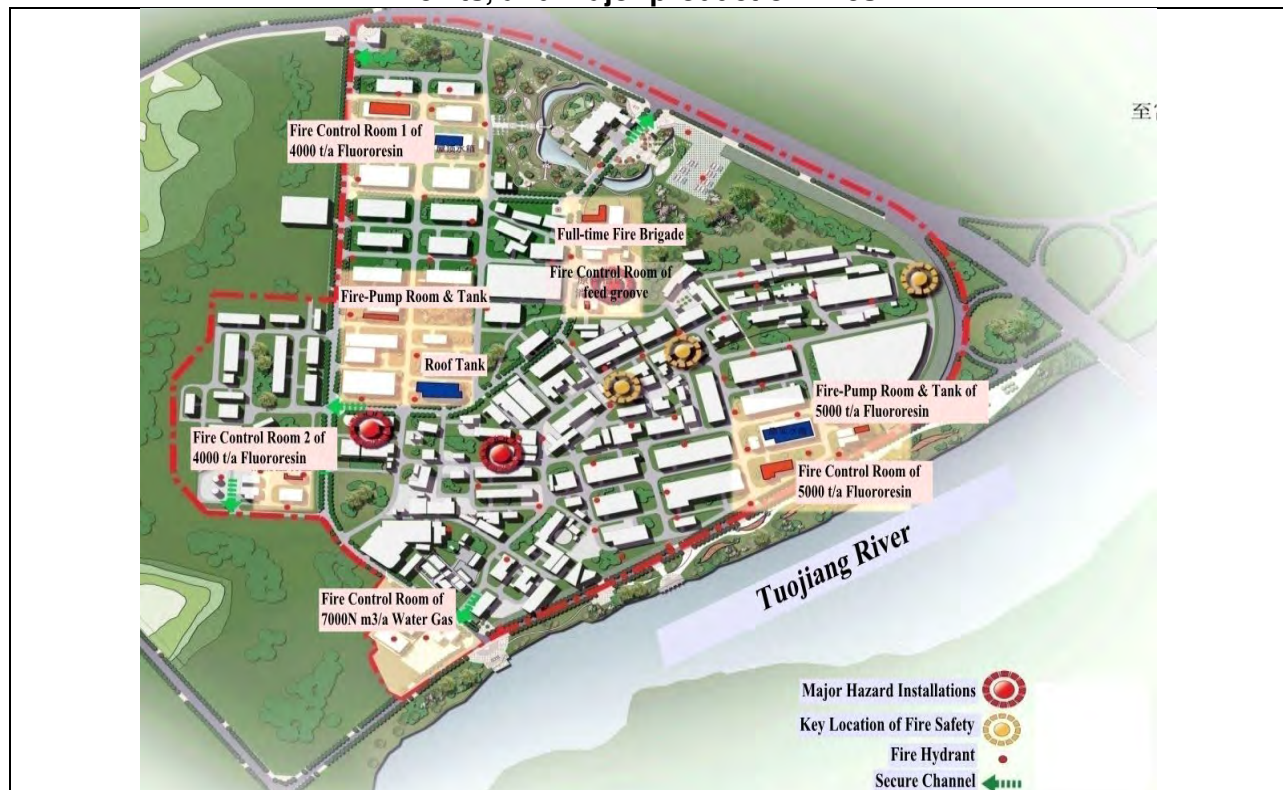 至
Fire Control Room 1 of
4000 t/a Fluororesin
Full-time Fire Brigade
Fire Control Room of
feed groove
Fire-Pump Room & Tank
Roof Tank
Fire-Pump Room & Tank of
5000 t/a Fluororesin
Fire Control Room 2 of
4000 t/a Fluororesin
Fire Control Room of
5000 t/a Fluororesin
Tuojiang River
Fire Control Room of
7000N m3/a Water Gas
Major Hazard Installations
Key Location of Fire Safety
Fire Hydrant
Secure Channel